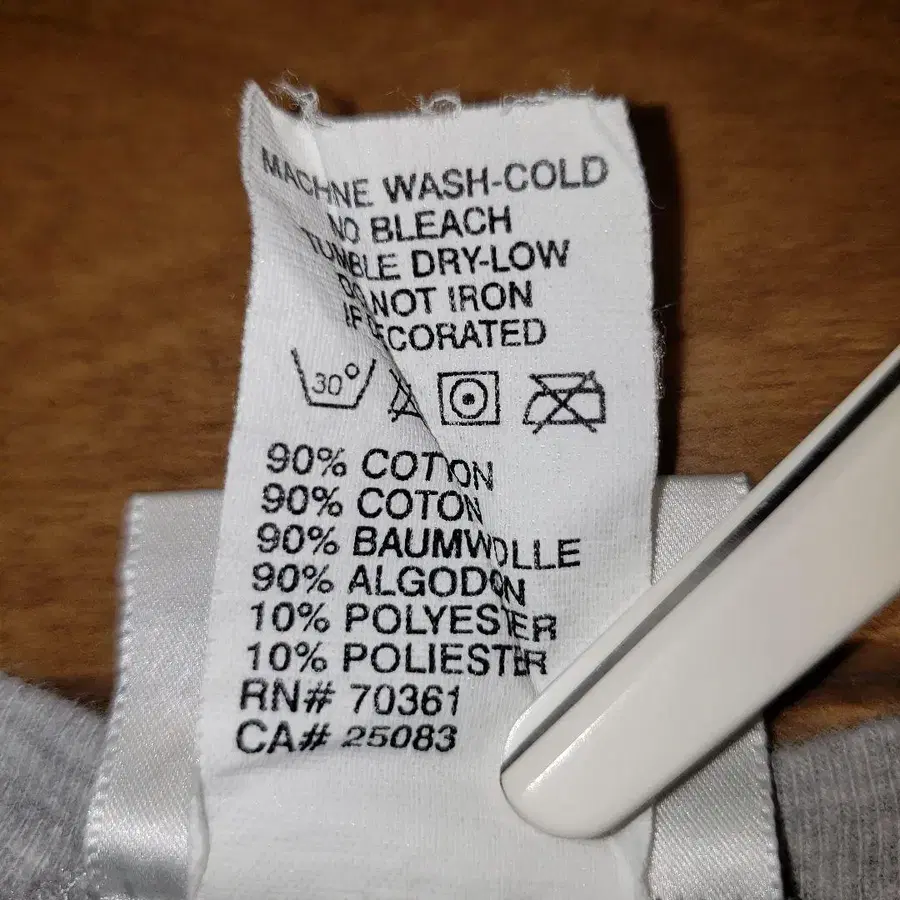 MACHNE WASH-COLD
NO BLEACH
TUMBLE DRY-LOW
DO NOT IRON
IF DECORATED
30°
90% COTTON
90% COTON
90% BAUMWOLLE
90% ALGODON
10% POLYESTER
10% POLIESTER
RN# 70361
CA# 25083